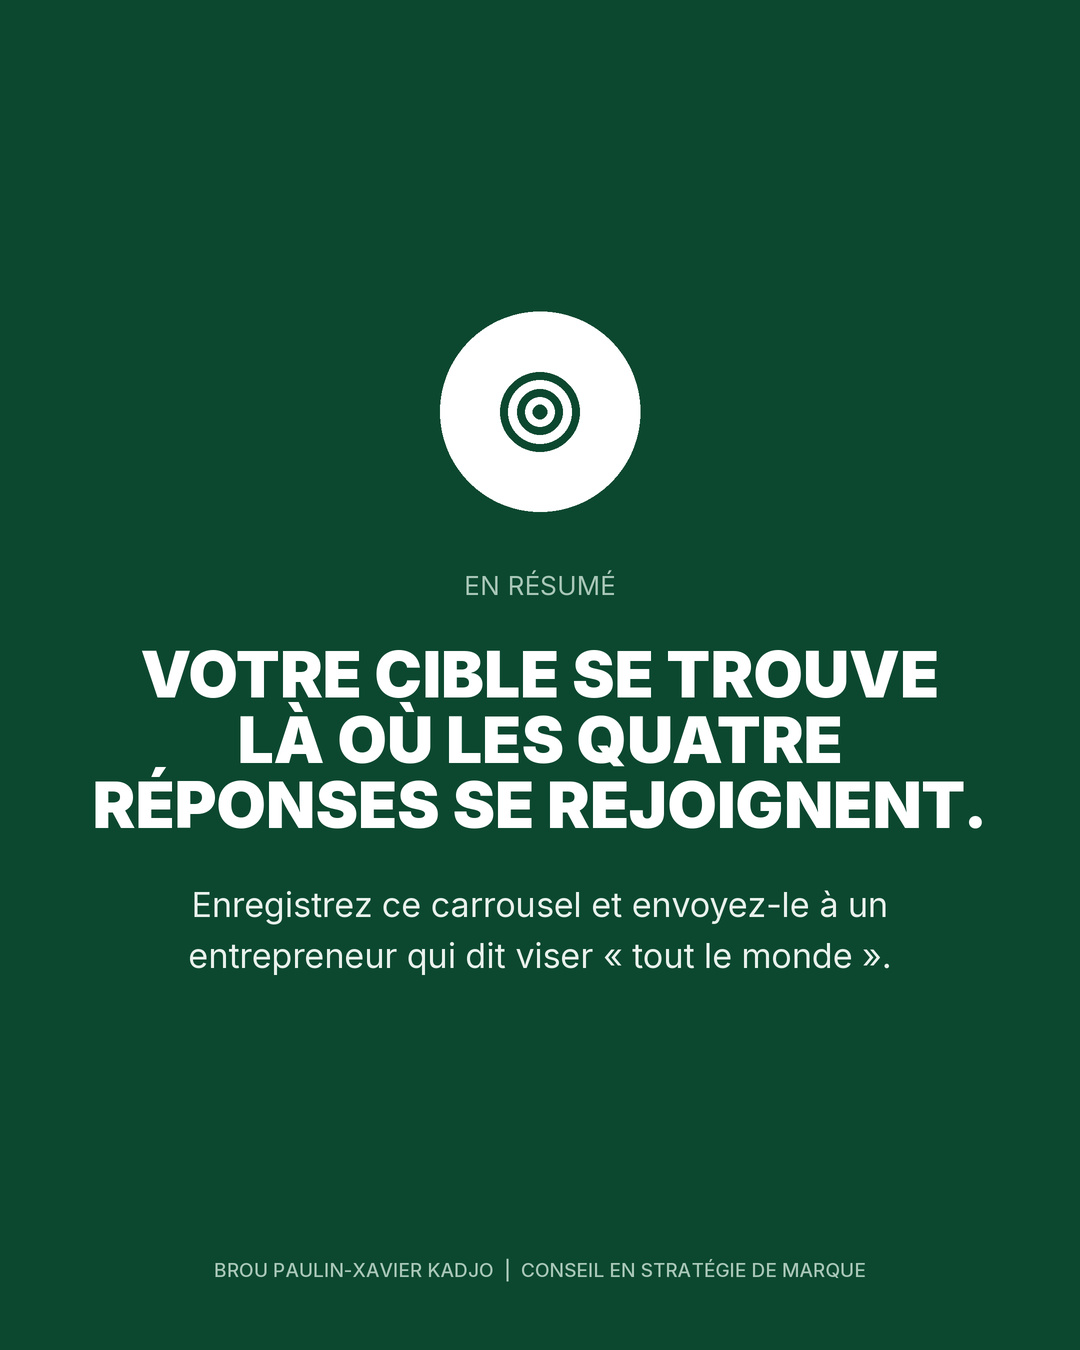 EN RÉSUMÉ
VOTRE CIBLE SE TROUVE
LÀ OÙ LES QUATRE
RÉPONSES SE REJOIGNENT.
Enregistrez ce carrousel et envoyez-le à un
entrepreneur qui dit viser « tout le monde ».
BROU PAULIN-XAVIER KADJO | CONSEIL EN STRATÉGIE DE MARQUE